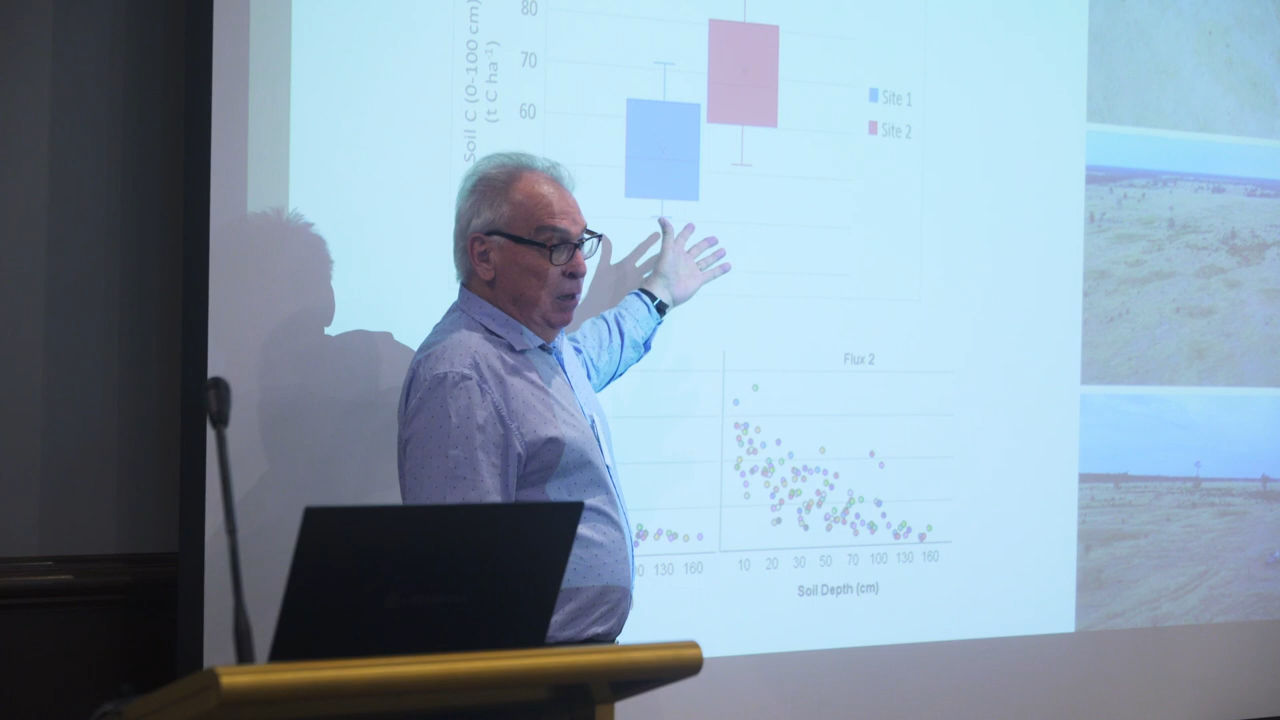 80
70
60
Soil C (0-100 cm)
(t C ha⁻¹)
Site 1
Site 2
Flux 2
0 130 160
10 20 30 50 70 100 130 160
Soil Depth (cm)